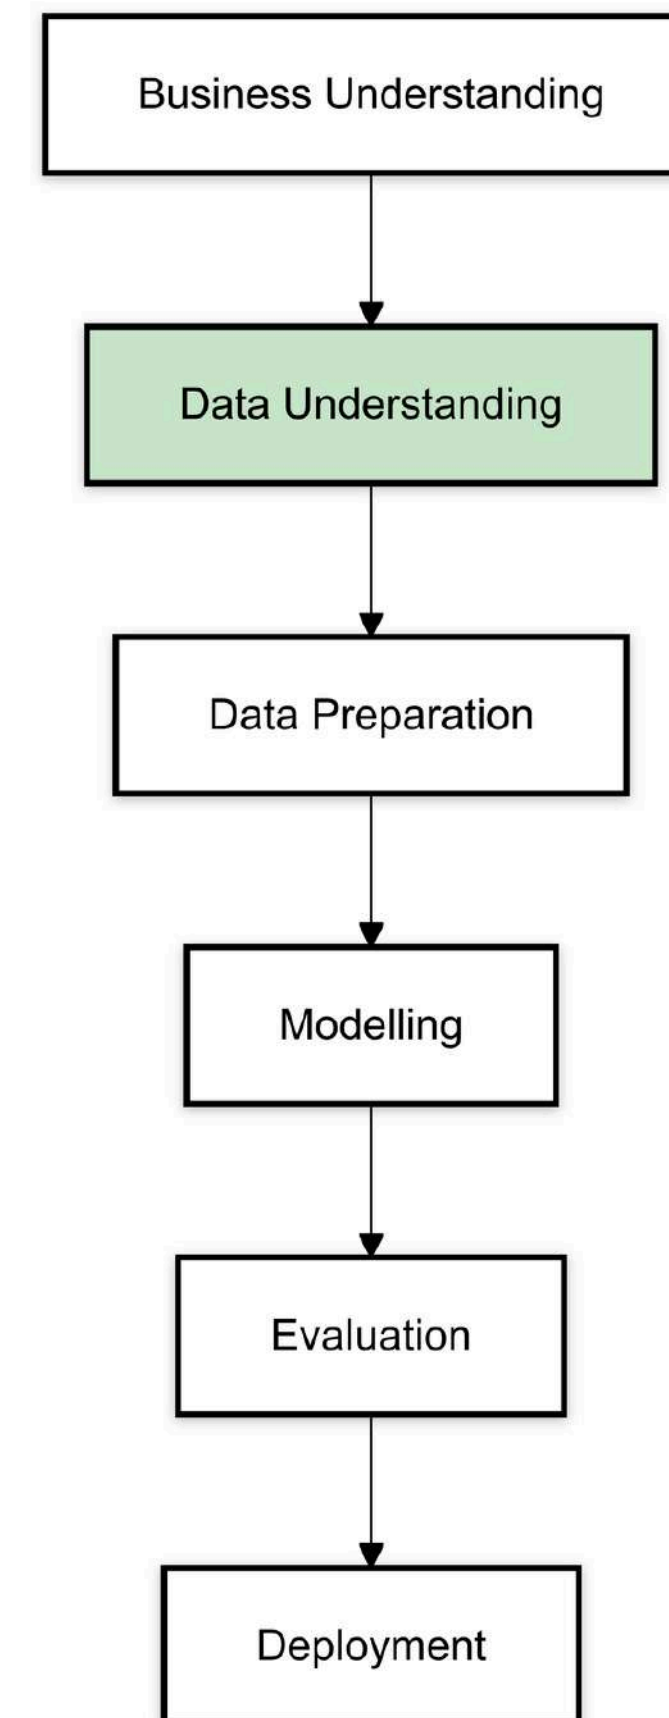 Business Understanding
Data Understanding
Data Preparation
Modelling
Evaluation
Deployment